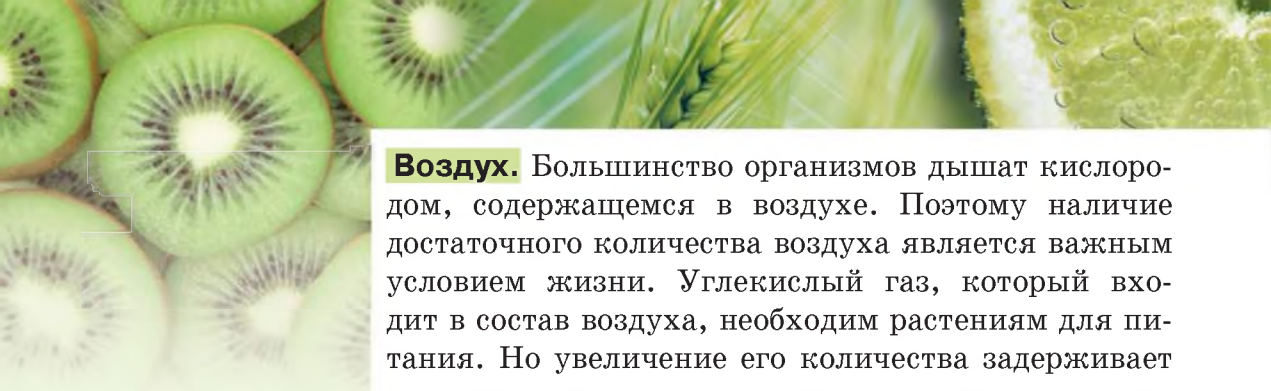 Воздух. Большинство организмов дышат кислоро-
дом, содержащемся в воздухе. Поэтому наличие
достаточного количества воздуха является важным
условием жизни. Углекислый газ, который вхо-
дит в состав воздуха, необходим растениям для пи-
тания. Но увеличение его количества задерживает